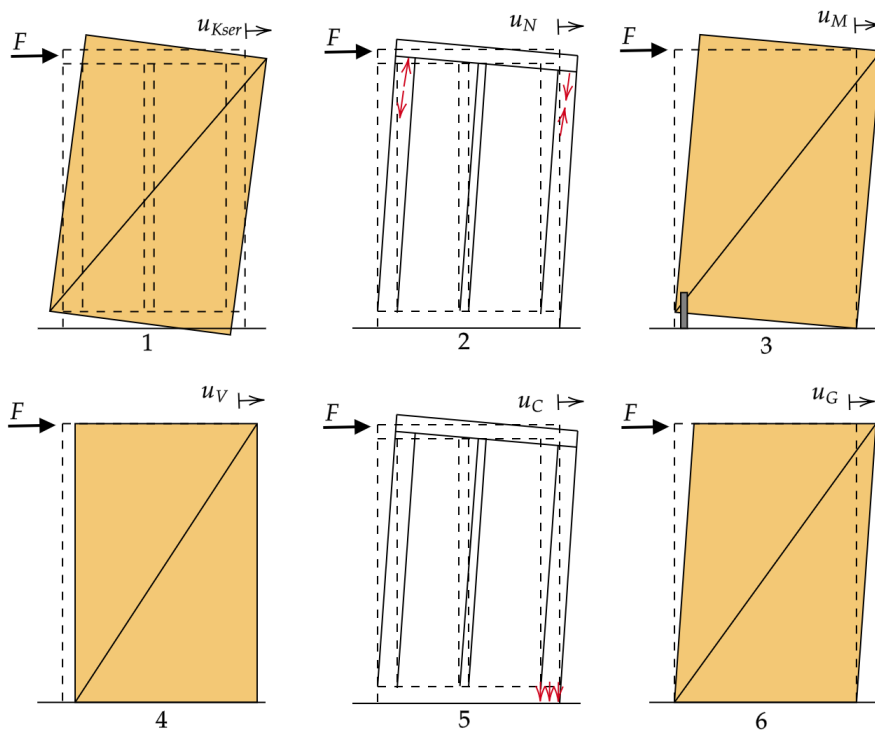 F u_Kser
1
F u_N
2
F u_M
3
F u_V
4
F u_C
5
F u_G
6